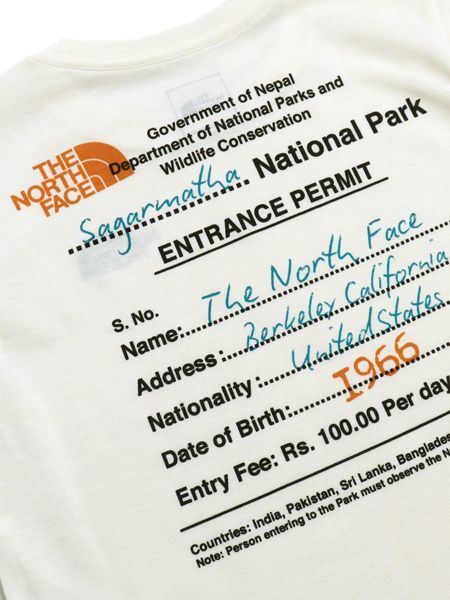 THE
NORTH
FACE
Government of Nepal
Department of National Parks and
Wildlife Conservation
Sagarmatha National Park
ENTRANCE PERMIT
S. No.
Name: The North Face
Address: Berkeley California
Nationality: United States
Date of Birth: 1966
Entry Fee: Rs. 100.00 Per day
Countries: India, Pakistan, Sri Lanka, Banglades
Note: Person entering to the Park must observe the N